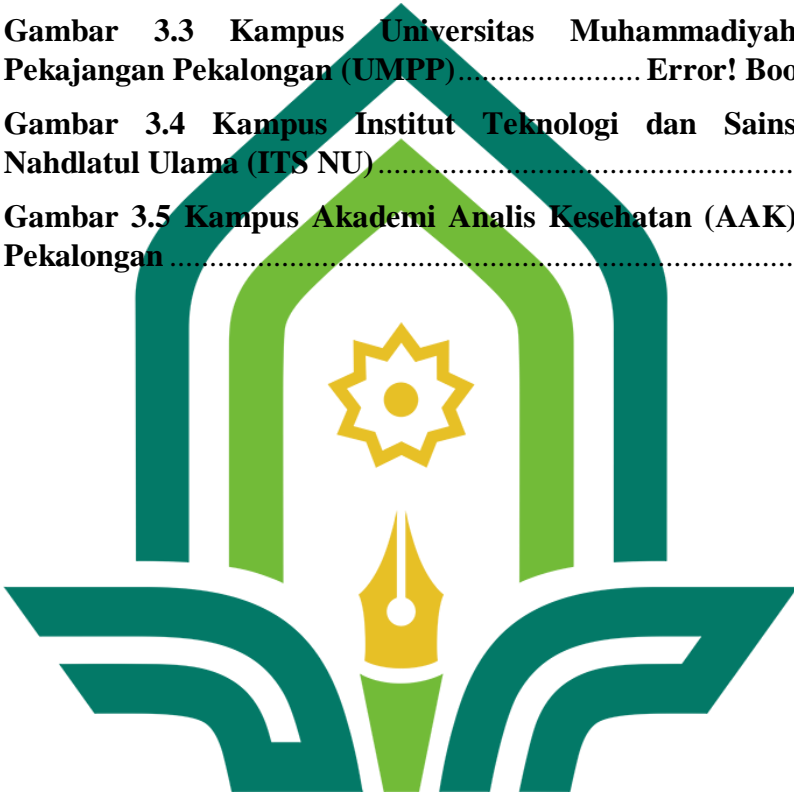 Gambar 3.3 Kampus Universitas Muhammadiyah
Pekajangan Pekalongan (UMPP)....................... Error! Boo
Gambar 3.4 Kampus Institut Teknologi dan Sains
Nahdlatul Ulama (ITS NU)....................................................
Gambar 3.5 Kampus Akademi Analis Kesehatan (AAK)
Pekalongan ..............................................................................